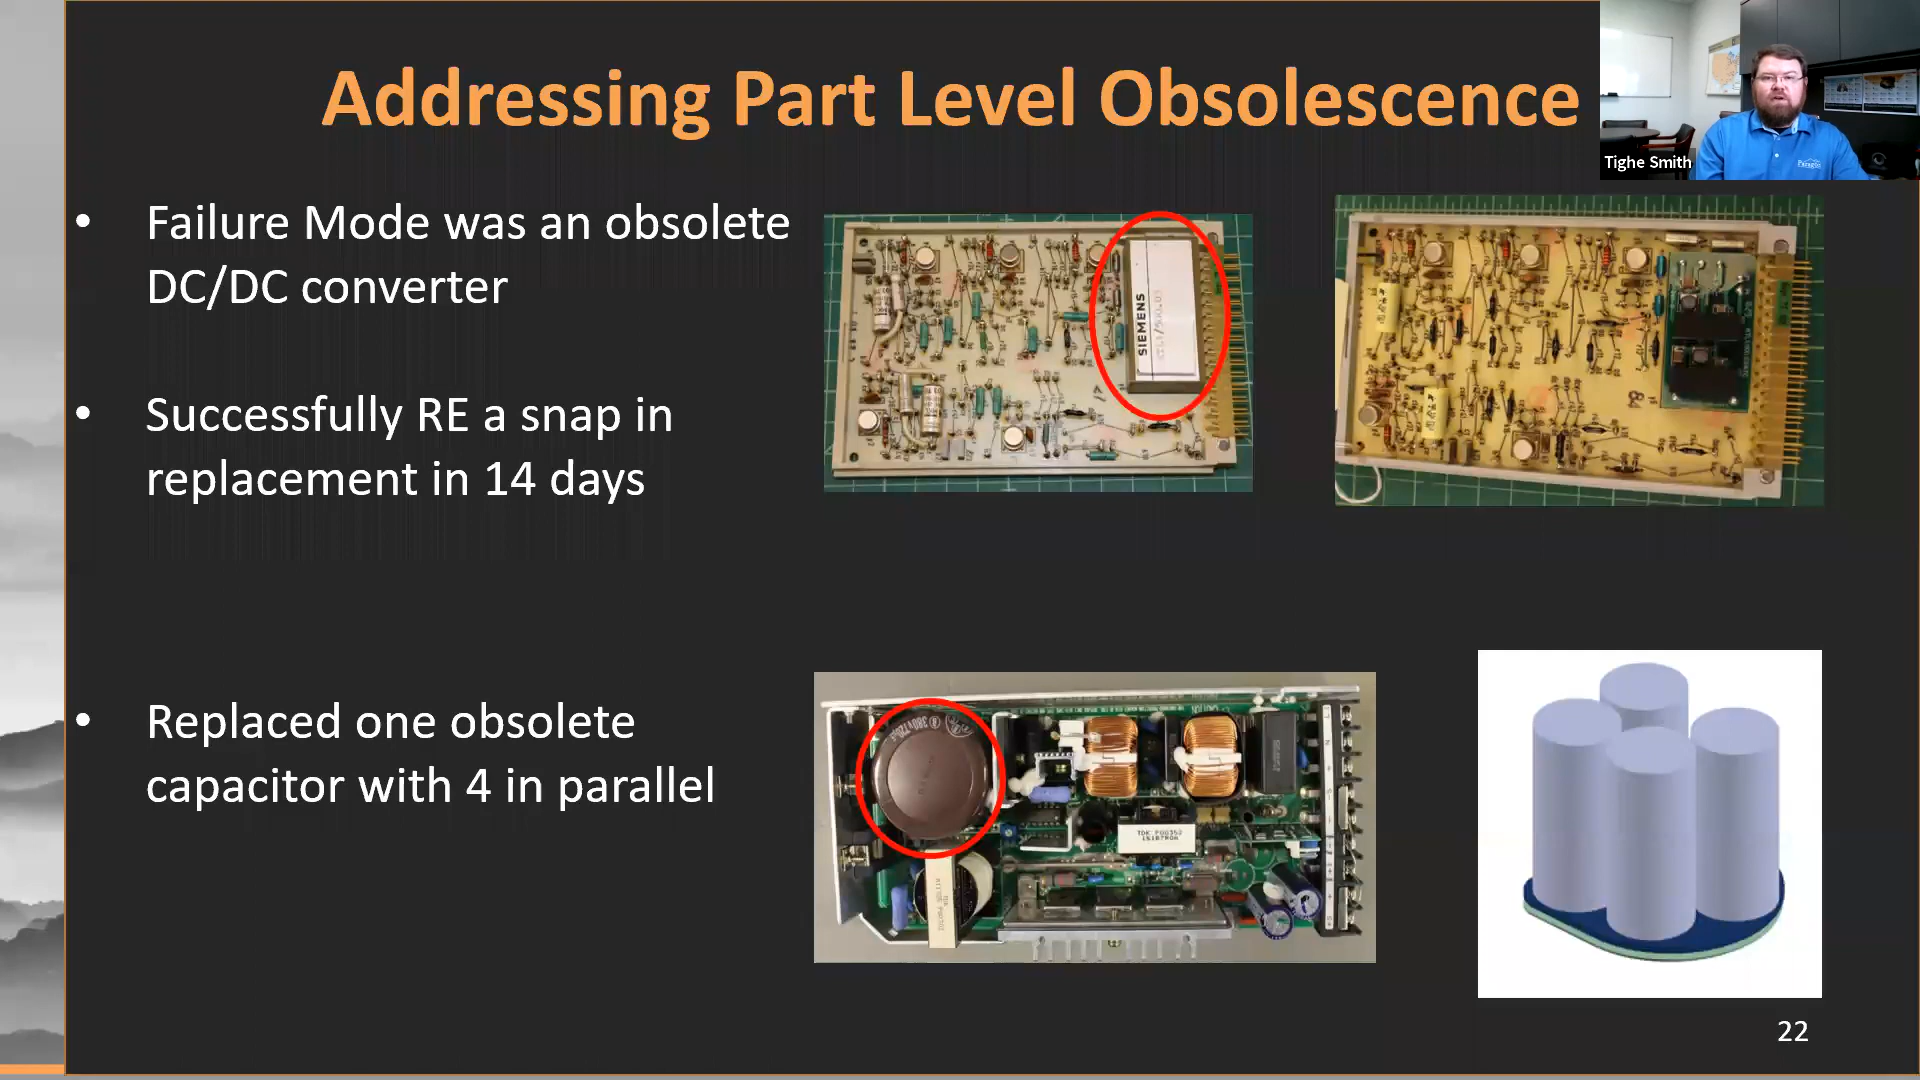 Addressing Part Level Obsolescence
Tighe Smith
Paragon
• Failure Mode was an obsolete
DC/DC converter
• Successfully RE a snap in
replacement in 14 days
SIEMENS
• Replaced one obsolete
capacitor with 4 in parallel
22